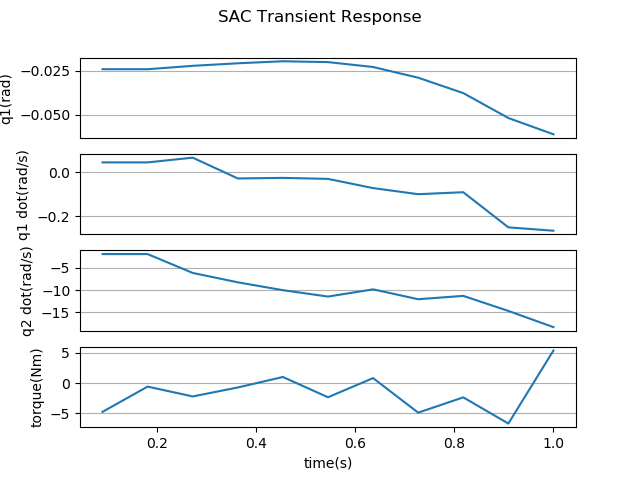 SAC Transient Response
q1(rad)
−0.025
−0.050
q1 dot(rad/s)
0.0
−0.2
q2 dot(rad/s)
−5
−10
−15
torque(Nm)
5
0
−5
0.2 0.4 0.6 0.8 1.0
time(s)